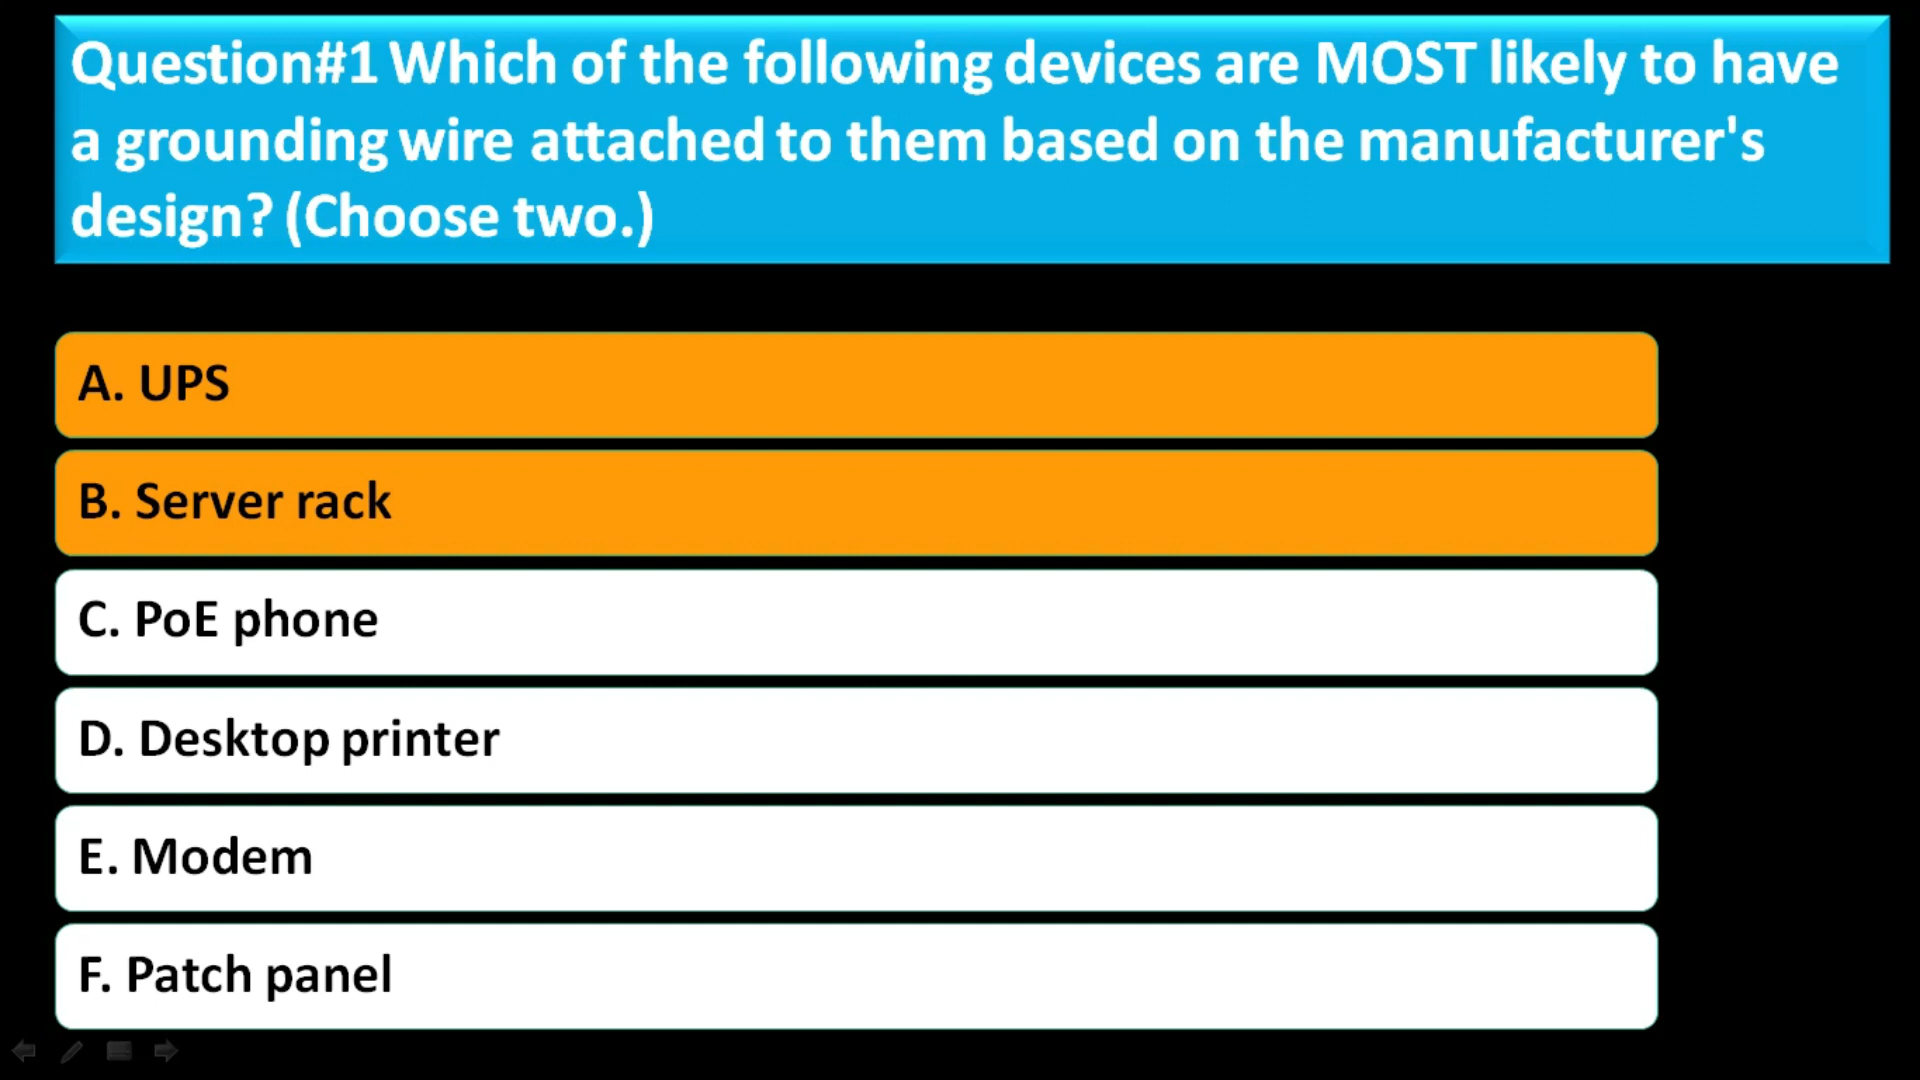 Question#1 Which of the following devices are MOST likely to have
a grounding wire attached to them based on the manufacturer's
design? (Choose two.)
A. UPS
B. Server rack
C. PoE phone
D. Desktop printer
E. Modem
F. Patch panel